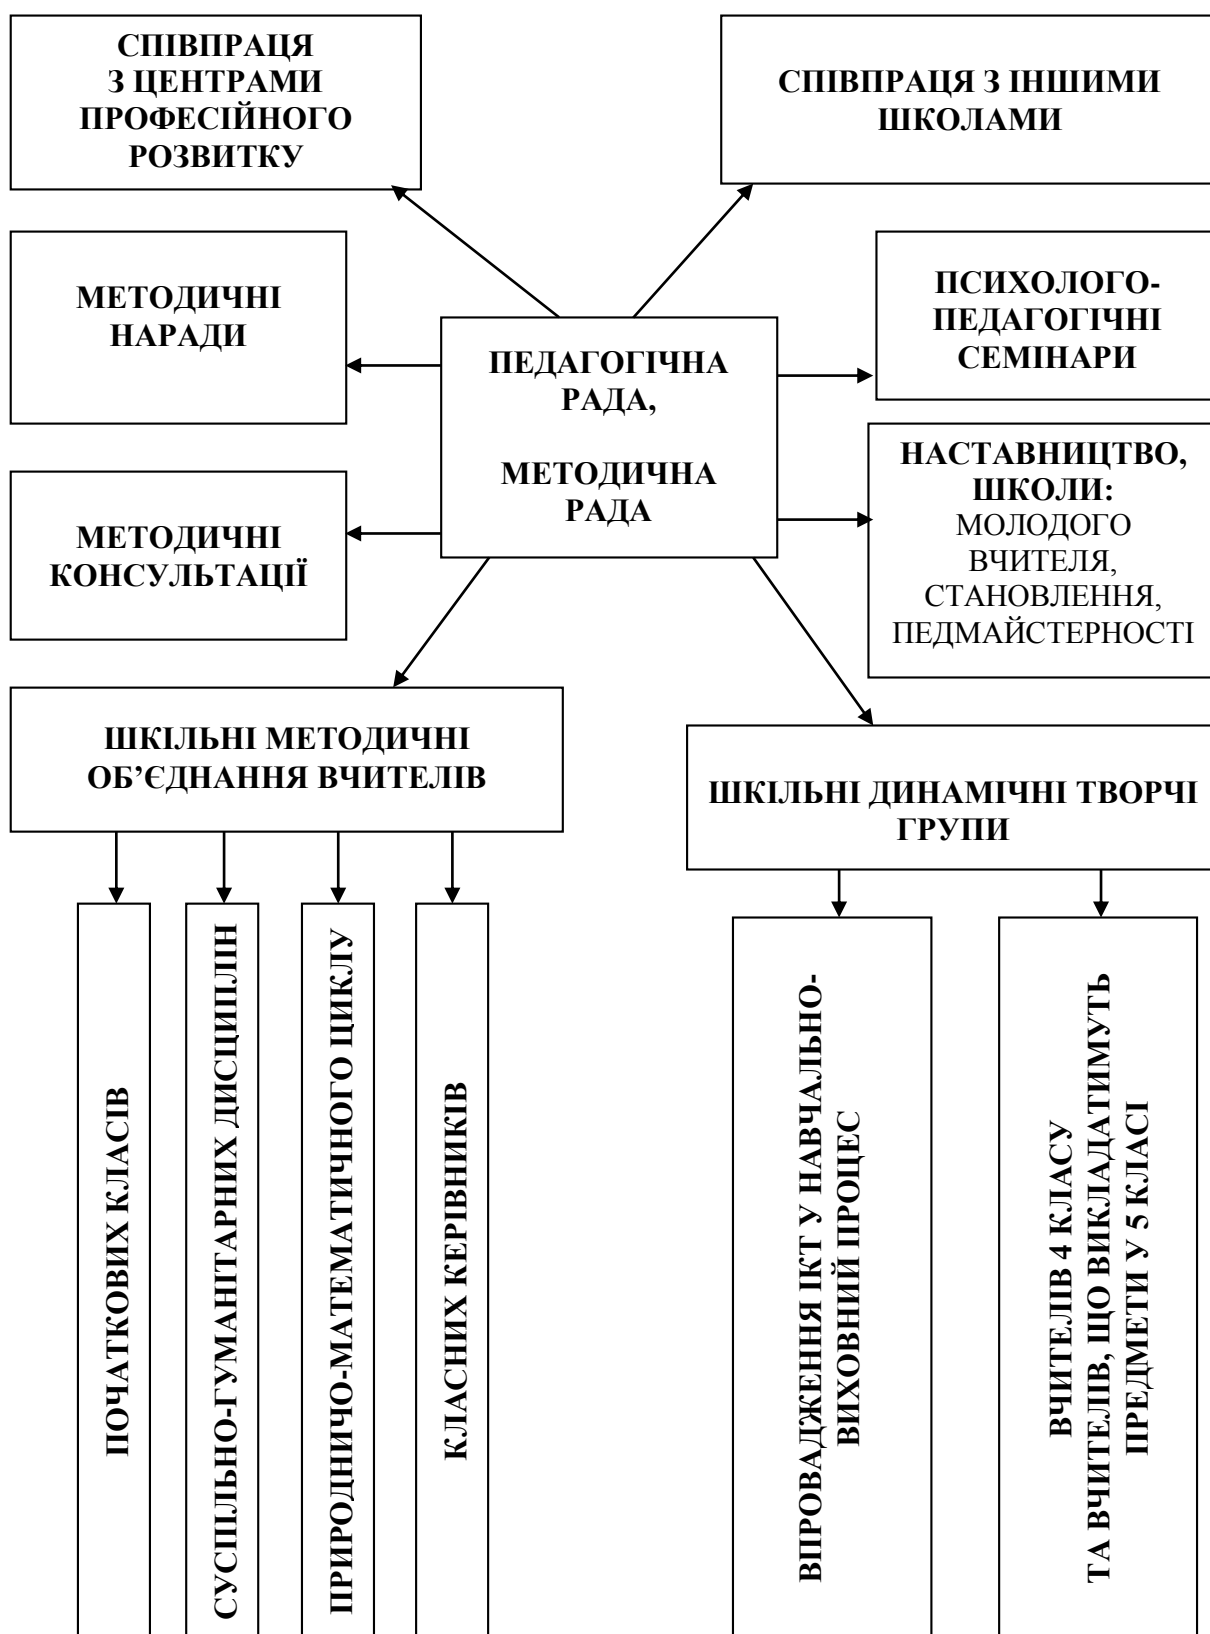 СПІВПРАЦЯ
З ЦЕНТРАМИ
ПРОФЕСІЙНОГО
РОЗВИТКУ
СПІВПРАЦЯ З ІНШИМИ
ШКОЛАМИ
МЕТОДИЧНІ
НАРАДИ
ПЕДАГОГІЧНА
РАДА,
МЕТОДИЧНА
РАДА
ПСИХОЛОГО-
ПЕДАГОГІЧНІ
СЕМІНАРИ
МЕТОДИЧНІ
КОНСУЛЬТАЦІЇ
НАСТАВНИЦТВО,
ШКОЛИ:
МОЛОДОГО
ВЧИТЕЛЯ,
СТАНОВЛЕННЯ,
ПЕДМАЙСТЕРНОСТІ
ШКІЛЬНІ МЕТОДИЧНІ
ОБ’ЄДНАННЯ ВЧИТЕЛІВ
ШКІЛЬНІ ДИНАМІЧНІ ТВОРЧІ
ГРУПИ
ПОЧАТКОВИХ КЛАСІВ
СУСПІЛЬНО-ГУМАНІТАРНИХ ДИСЦИПЛІН
ПРИРОДНИЧО-МАТЕМАТИЧНОГО ЦИКЛУ
КЛАСНИХ КЕРІВНИКІВ
ВПРОВАДЖЕННЯ ІКТ У НАВЧАЛЬНО-
ВИХОВНИЙ ПРОЦЕС
ВЧИТЕЛІВ 4 КЛАСУ
ТА ВЧИТЕЛІВ, ЩО ВИКЛАДАТИМУТЬ
ПРЕДМЕТИ У 5 КЛАСІ